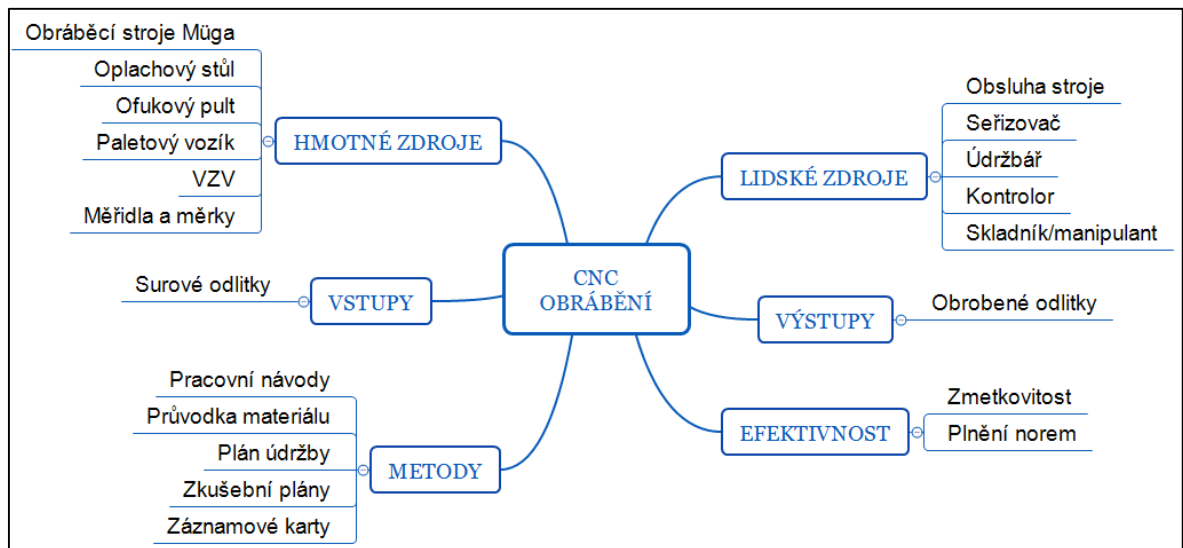 Obráběcí stroje Müga
Oplachový stůl
Ofukový pult
Paletový vozík
VZV
Měřidla a měrky
HMOTNÉ ZDROJE
Obsluha stroje
Seřizovač
Údržbář
Kontrolor
Skladník/manipulant
LIDSKÉ ZDROJE
CNC
OBRÁBĚNÍ
Surové odlitky
VSTUPY
VÝSTUPY
Obrobené odlitky
Pracovní návody
Průvodka materiálu
Plán údržby
Zkušební plány
Záznamové karty
METODY
EFEKTIVNOST
Zmetkovitost
Plnění norem